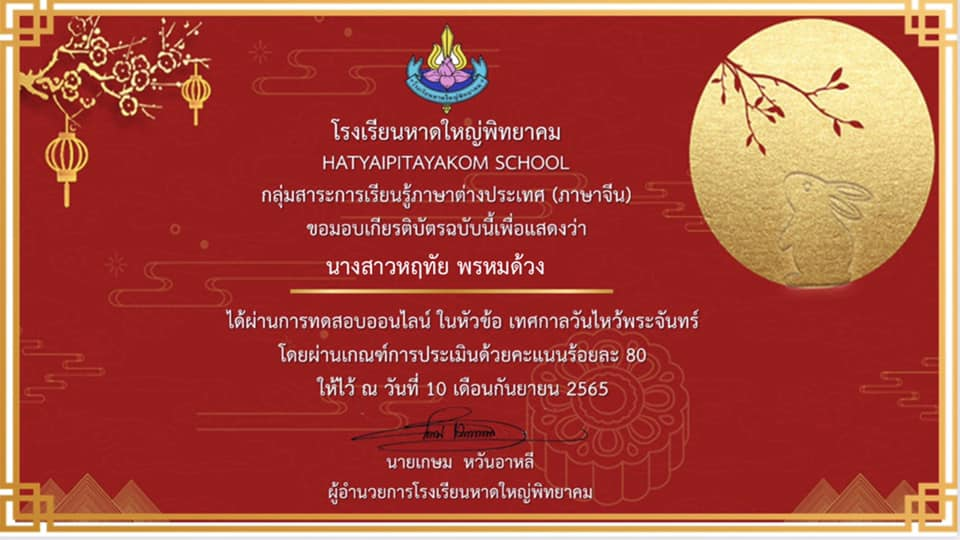 โรงเรียนหาดใหญ่พิทยาคม
HATYAIPITAYAKOM SCHOOL
กลุ่มสาระการเรียนรู้ภาษาต่างประเทศ (ภาษาจีน)
ขอมอบเกียรติบัตรฉบับนี้เพื่อแสดงว่า
นางสาวหฤทัย พรหมด้วง
ได้ผ่านการทดสอบออนไลน์ ในหัวข้อ เทศกาลวันไหว้พระจันทร์
โดยผ่านเกณฑ์การประเมินด้วยคะแนนร้อยละ 80
ให้ไว้ ณ วันที่ 10 เดือนกันยายน 2565
นายเกษม หวันอาหลี
ผู้อำนวยการโรงเรียนหาดใหญ่พิทยาคม